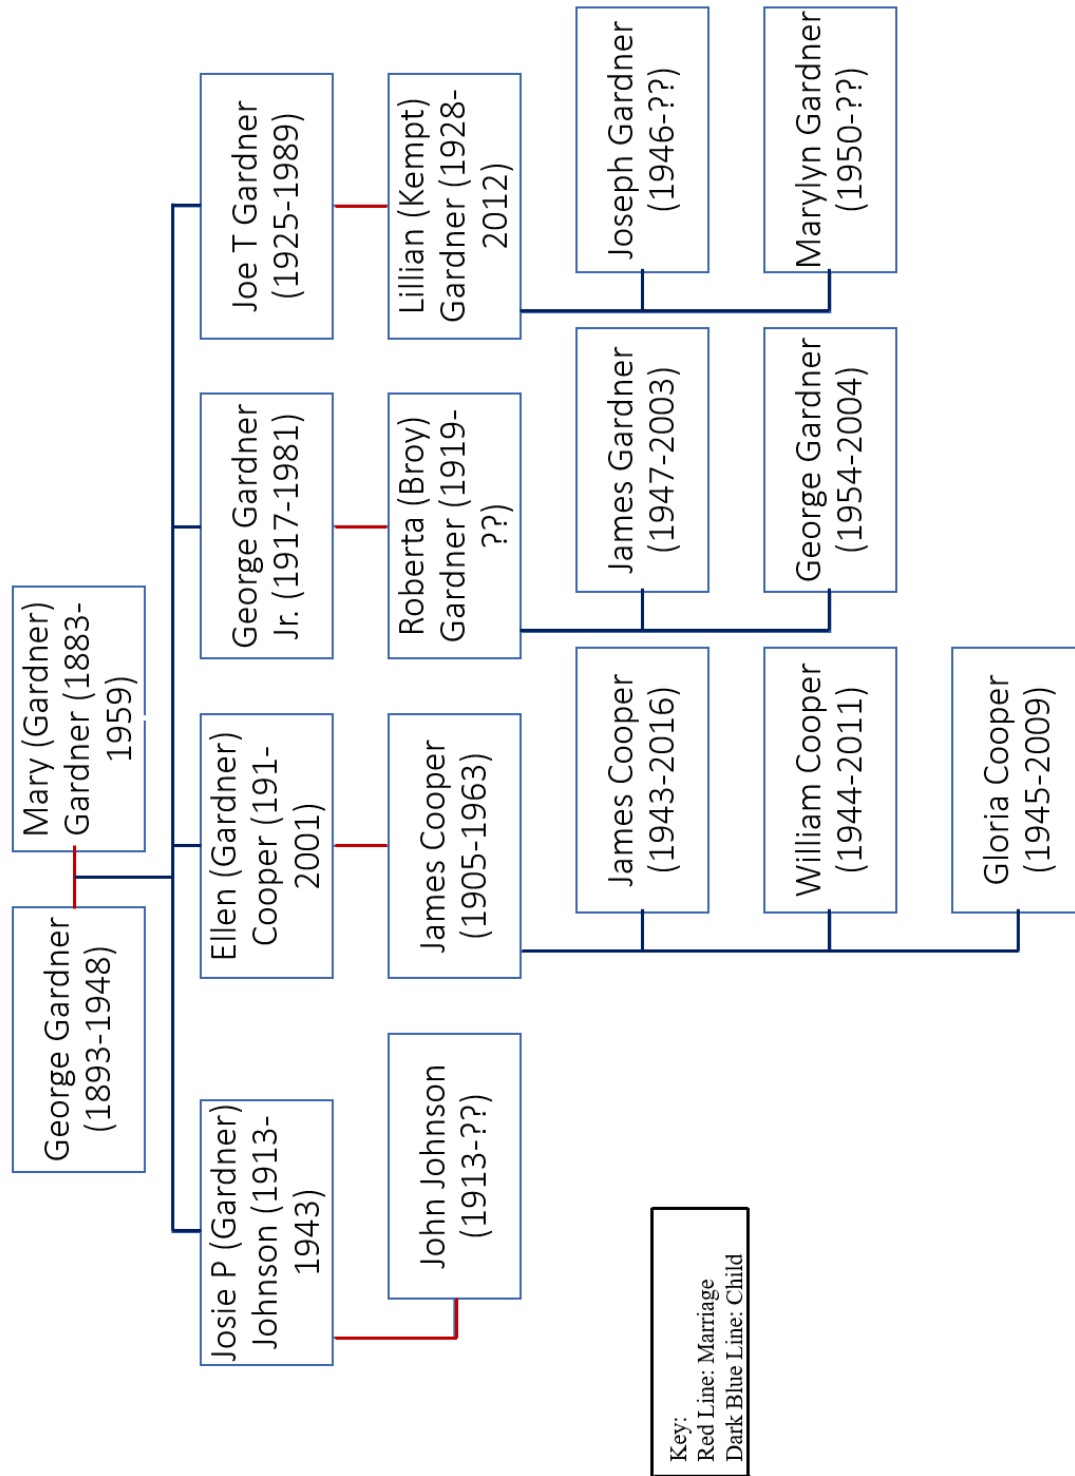 George Gardner
(1893-1948)
Mary (Gardner)
Gardner (1883-
1959)
Josie P (Gardner)
Johnson (1913-
1943)
Ellen (Gardner)
Cooper (191-
2001)
George Gardner
Jr. (1917-1981)
Joe T Gardner
(1925-1989)
John Johnson
(1913-??)
James Cooper
(1905-1963)
Roberta (Broy)
Gardner (1919-
??)
Lillian (Kempt)
Gardner (1928-
2012)
James Cooper
(1943-2016)
James Gardner
(1947-2003)
Joseph Gardner
(1946-??)
William Cooper
(1944-2011)
George Gardner
(1954-2004)
Marylyn Gardner
(1950-??)
Gloria Cooper
(1945-2009)
Key:
Red Line: Marriage
Dark Blue Line: Child